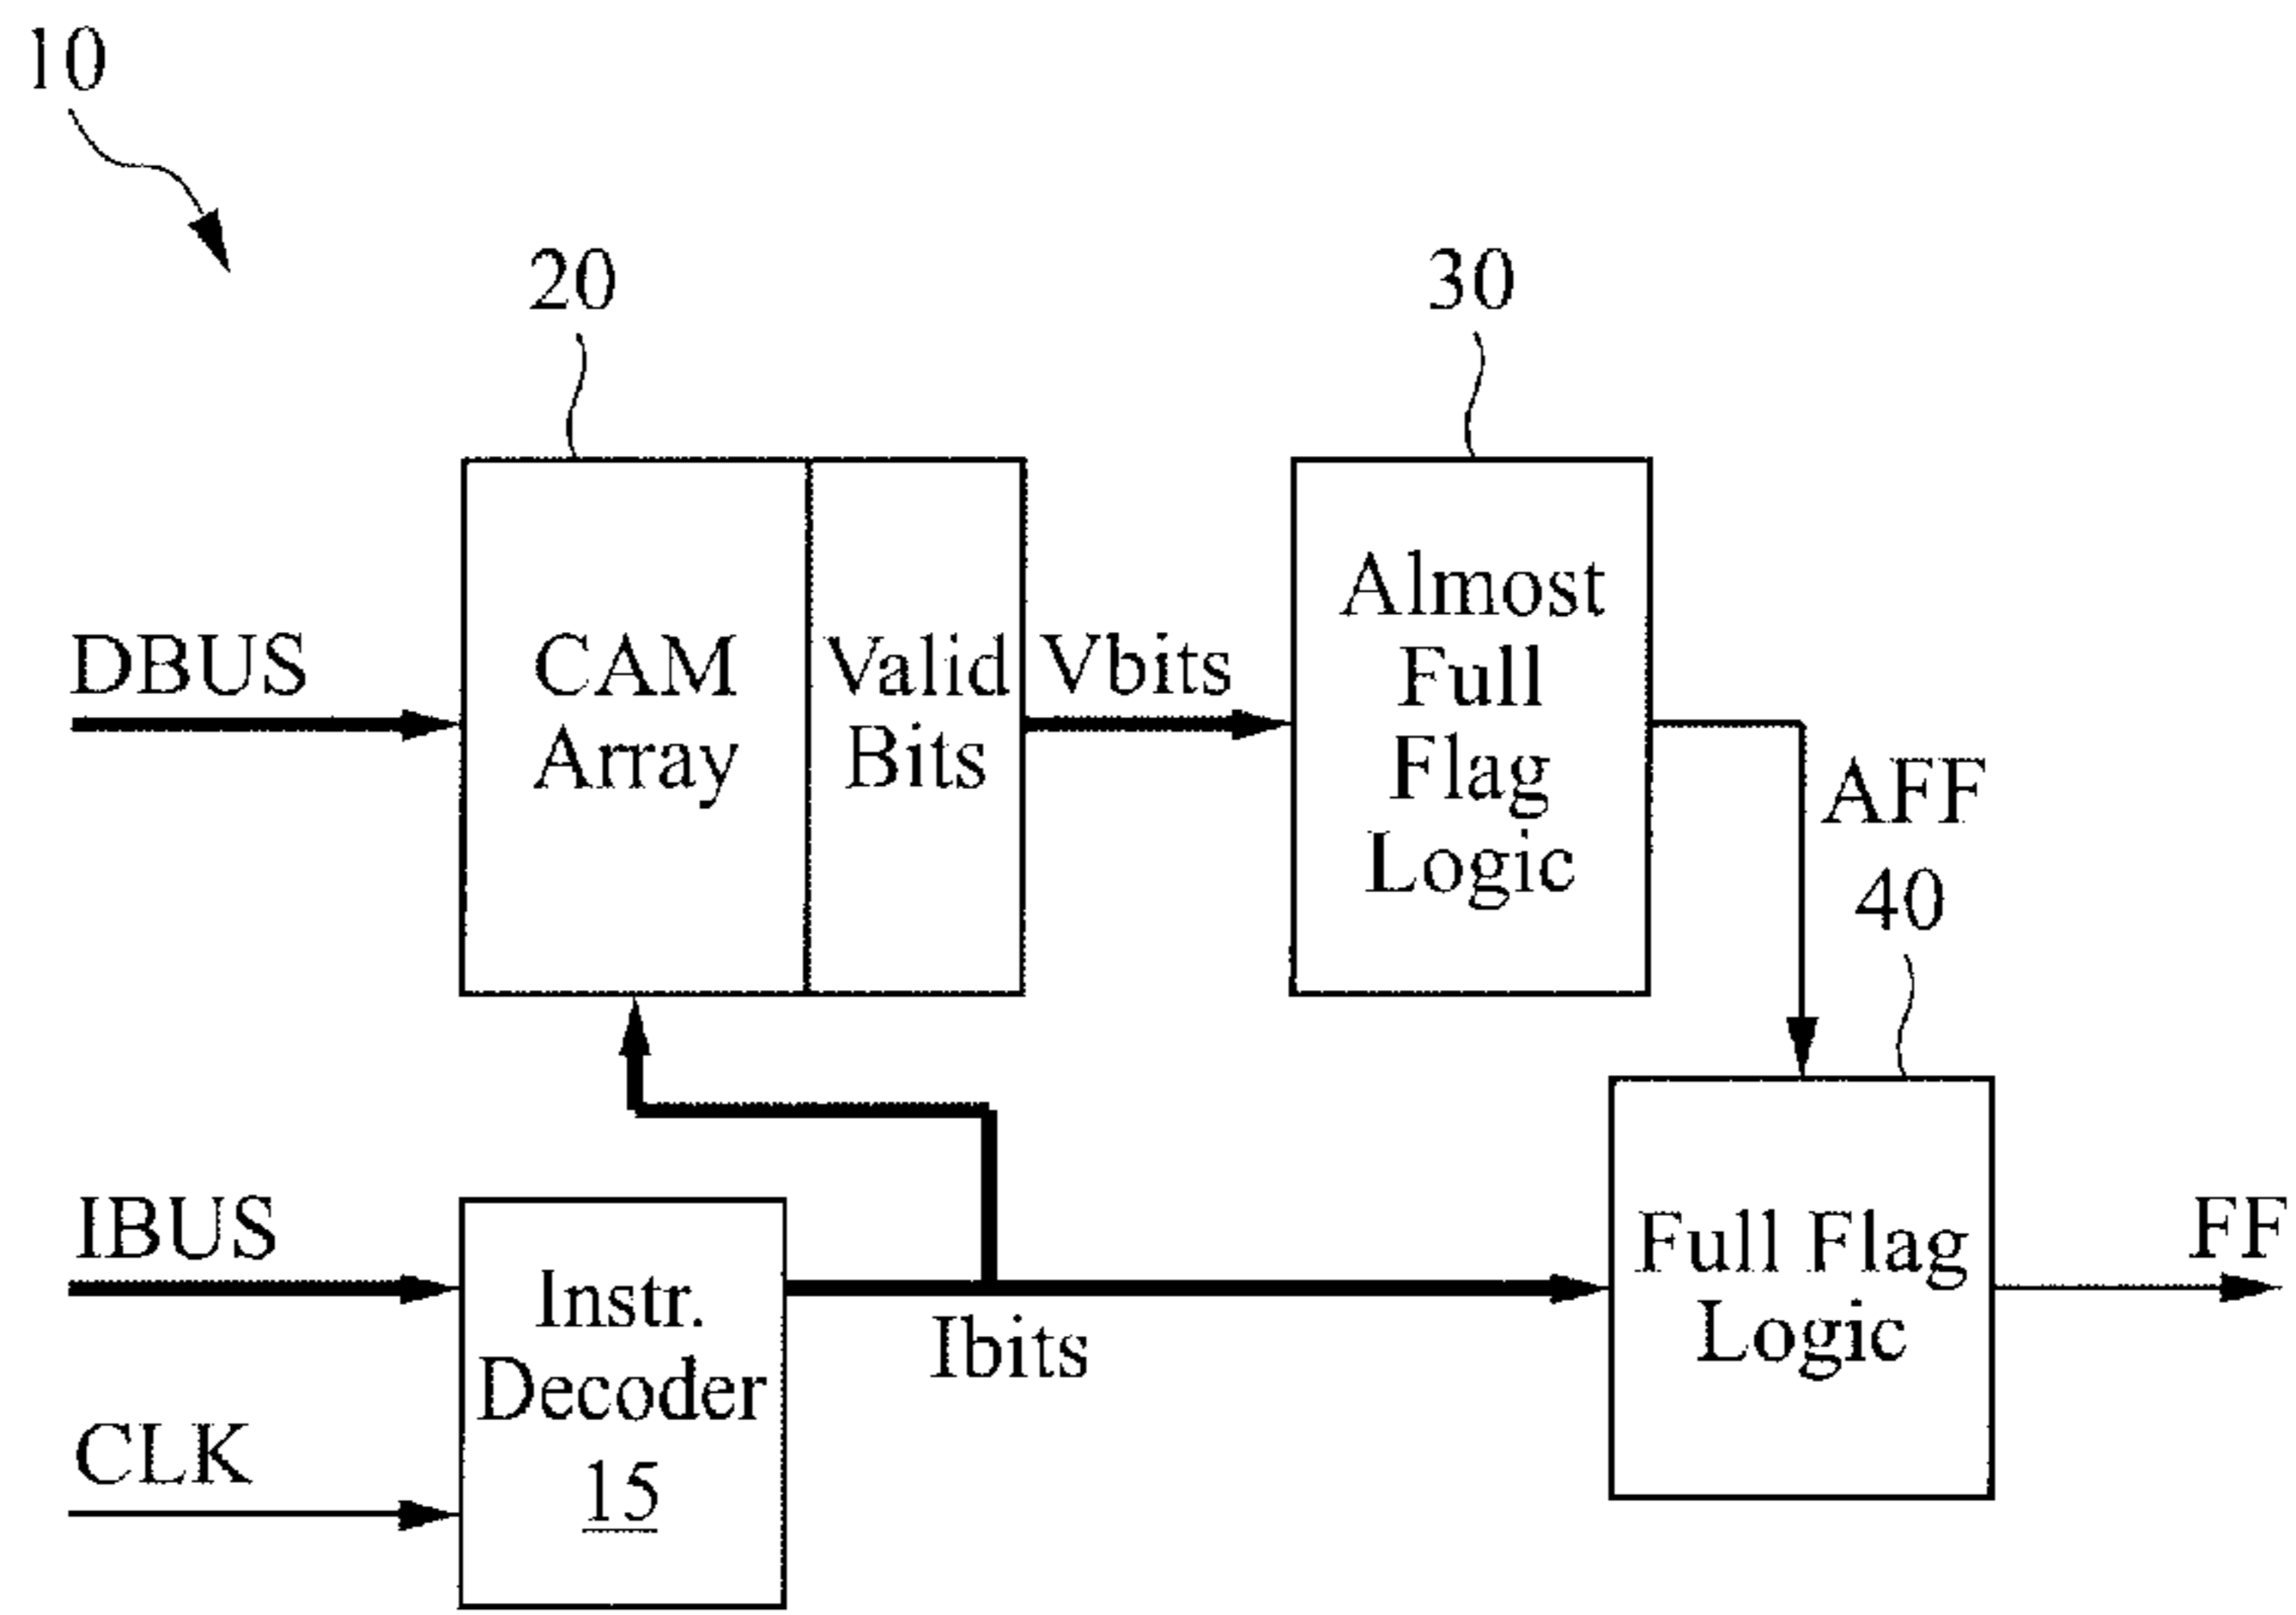 10
20
30
DBUS
CAM
Array
Valid
Bits
Vbits
Almost
Full
Flag
Logic
AFF
40
IBUS
CLK
Instr.
Decoder
15
Ibits
Full Flag
Logic
FF